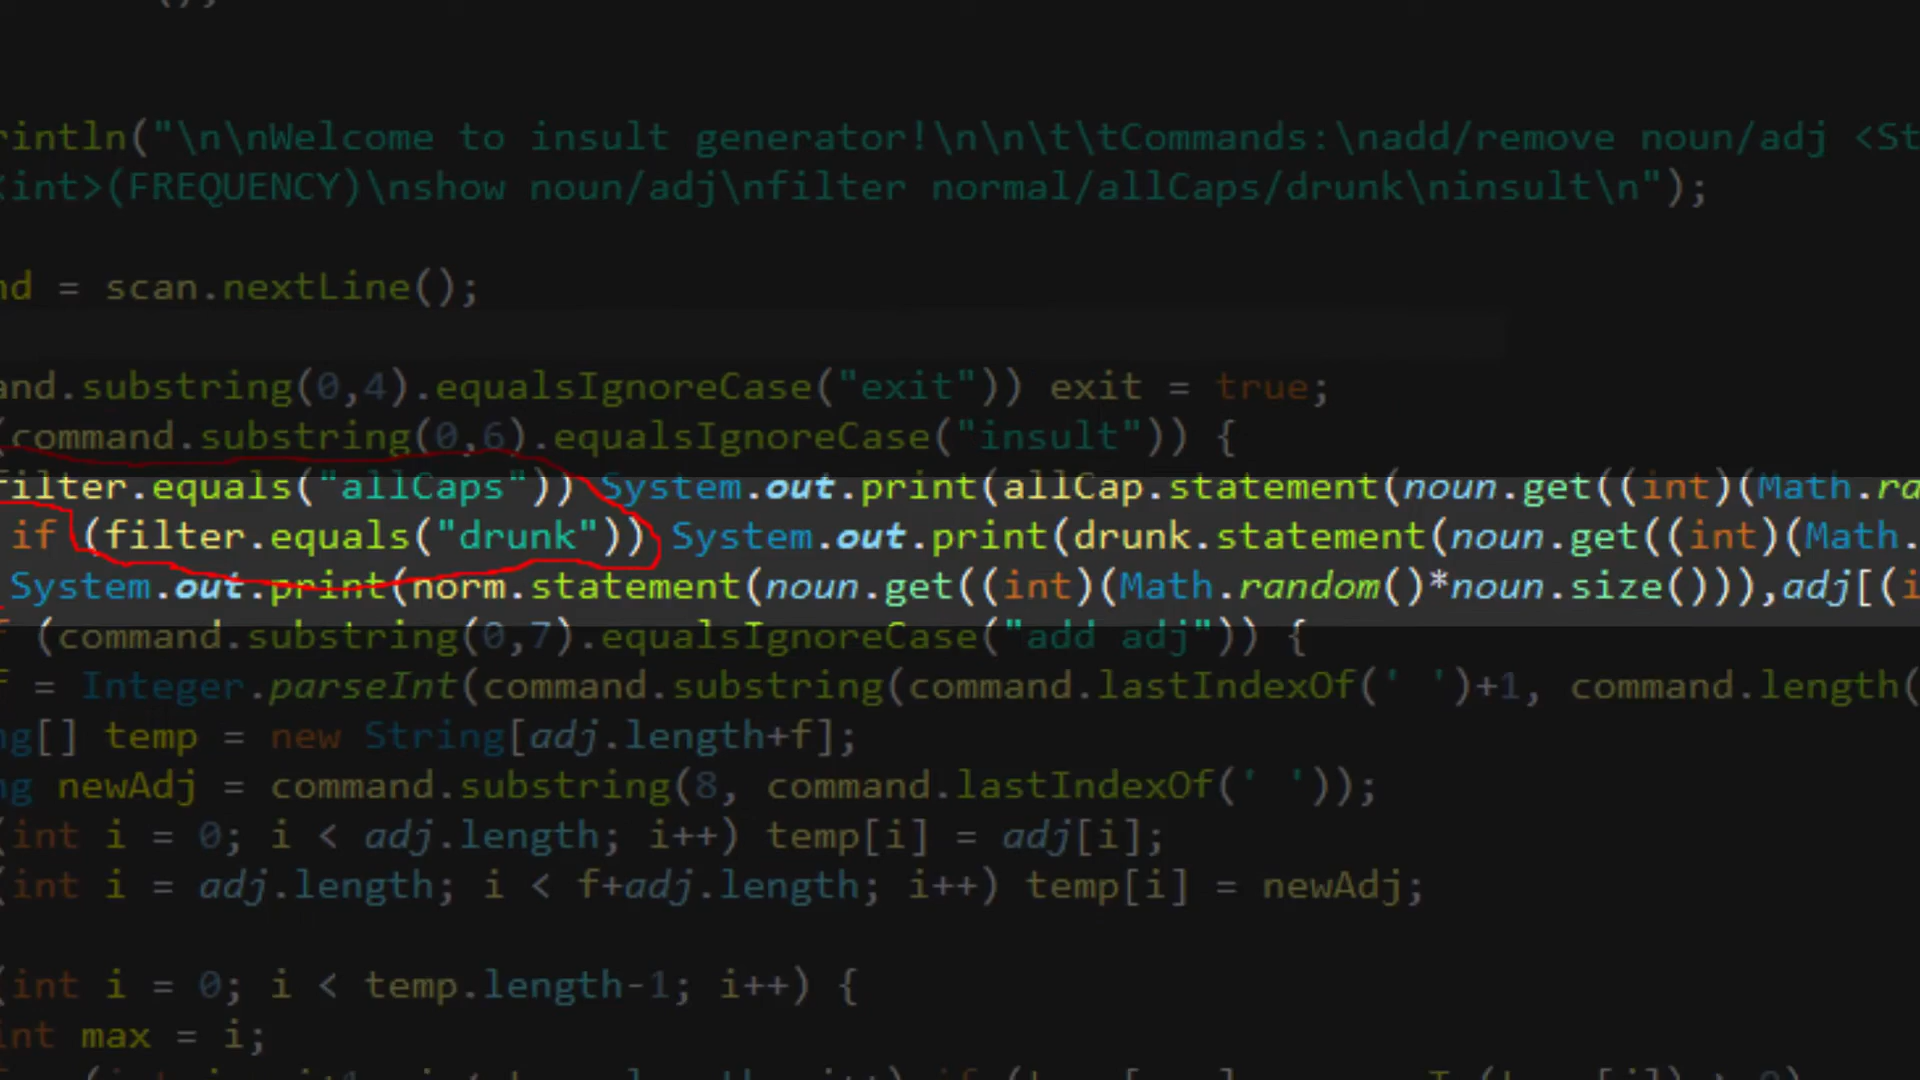 ();
rintln("\n\nWelcome to insult generator!\n\n\t\tCommands:\nadd/remove noun/adj <St
<int>(FREQUENCY)\nshow noun/adj\nfilter normal/allCaps/drunk\ninsult\n");
nd = scan.nextLine();
and.substring(0,4).equalsIgnoreCase("exit")) exit = true;
(command.substring(0,6).equalsIgnoreCase("insult")) {
filter.equals("allCaps")) System.out.print(allCap.statement(noun.get((int)(Math.ra
if (filter.equals("drunk")) System.out.print(drunk.statement(noun.get((int)(Math.
System.out.print(norm.statement(noun.get((int)(Math.random()*noun.size())),adj[(i
f (command.substring(0,7).equalsIgnoreCase("add adj")) {
f = Integer.parseInt(command.substring(command.lastIndexOf(' ')+1, command.length(
ng[] temp = new String[adj.length+f];
ng newAdj = command.substring(8, command.lastIndexOf(' '));
(int i = 0; i < adj.length; i++) temp[i] = adj[i];
(int i = adj.length; i < f+adj.length; i++) temp[i] = newAdj;
(int i = 0; i < temp.length-1; i++) {
int max = i;